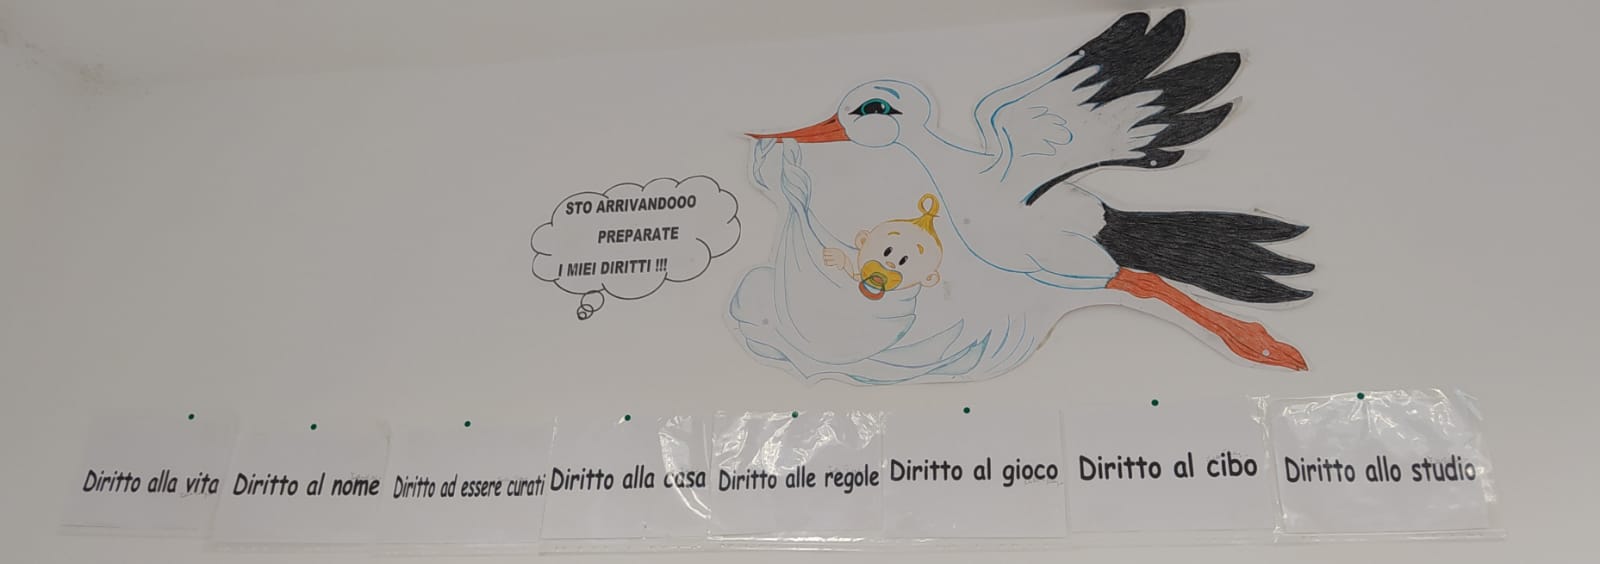 STO ARRIVANDOOO
PREPARATE
I MIEI DIRITTI !!!
Diritto alla vita
Diritto al nome
Diritto ad essere curati
Diritto alla casa
Diritto alle regole
Diritto al gioco
Diritto al cibo
Diritto allo studio